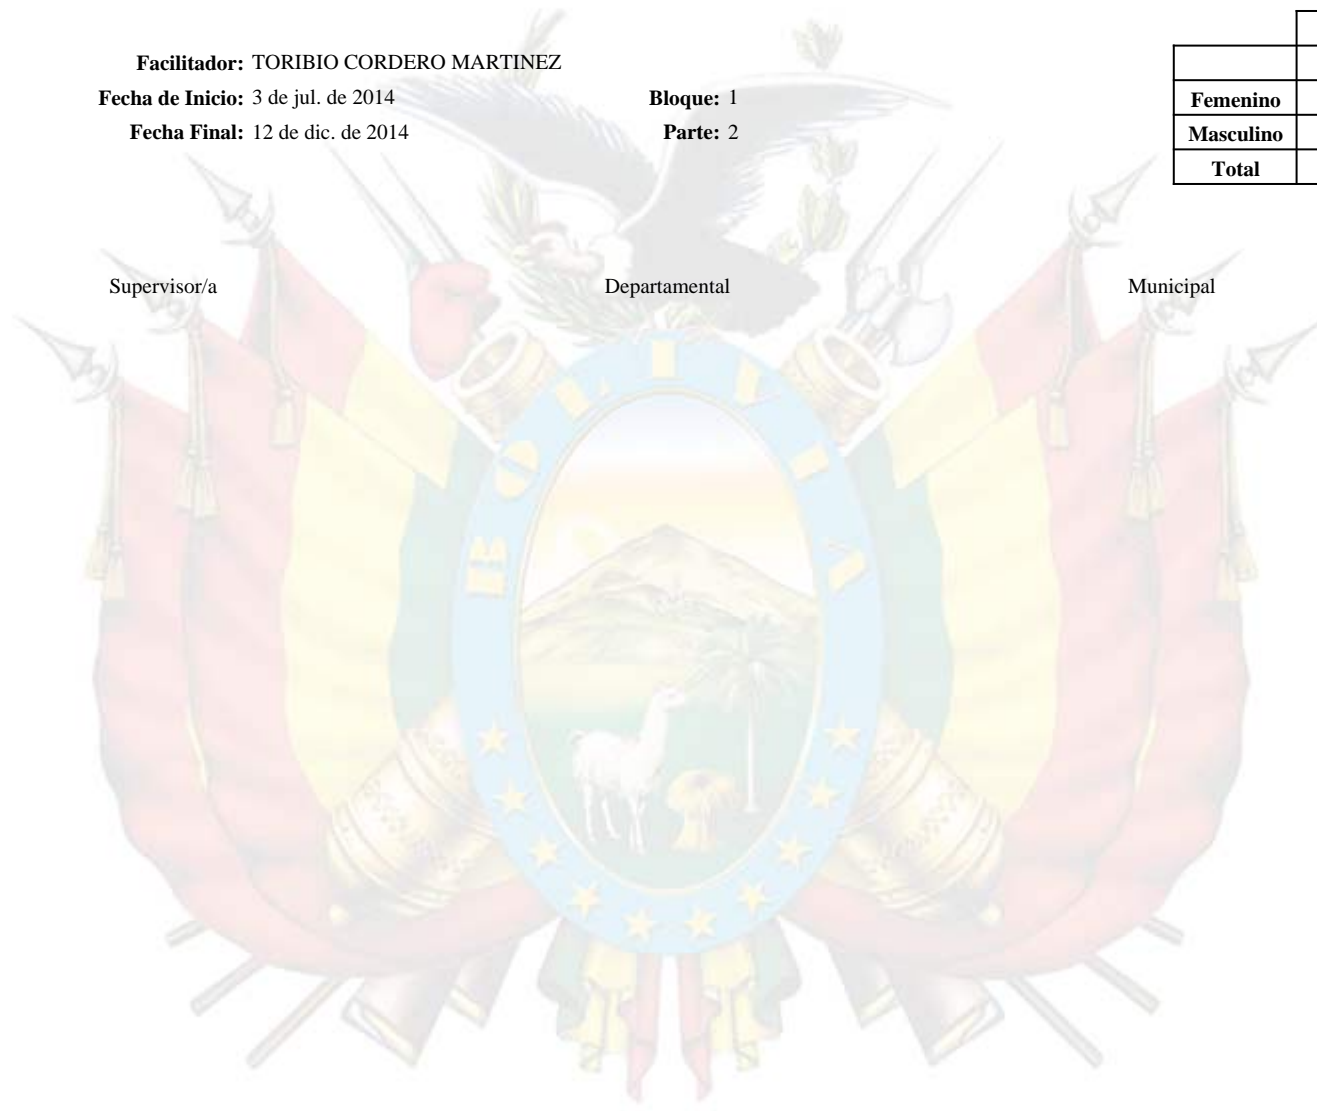 Facilitador: TORIBIO CORDERO MARTINEZ
Fecha de Inicio: 3 de jul. de 2014 Bloque: 1
Fecha Final: 12 de dic. de 2014 Parte: 2
Femenino
Masculino
Total
Supervisor/a Departamental Municipal
BOLIVIA